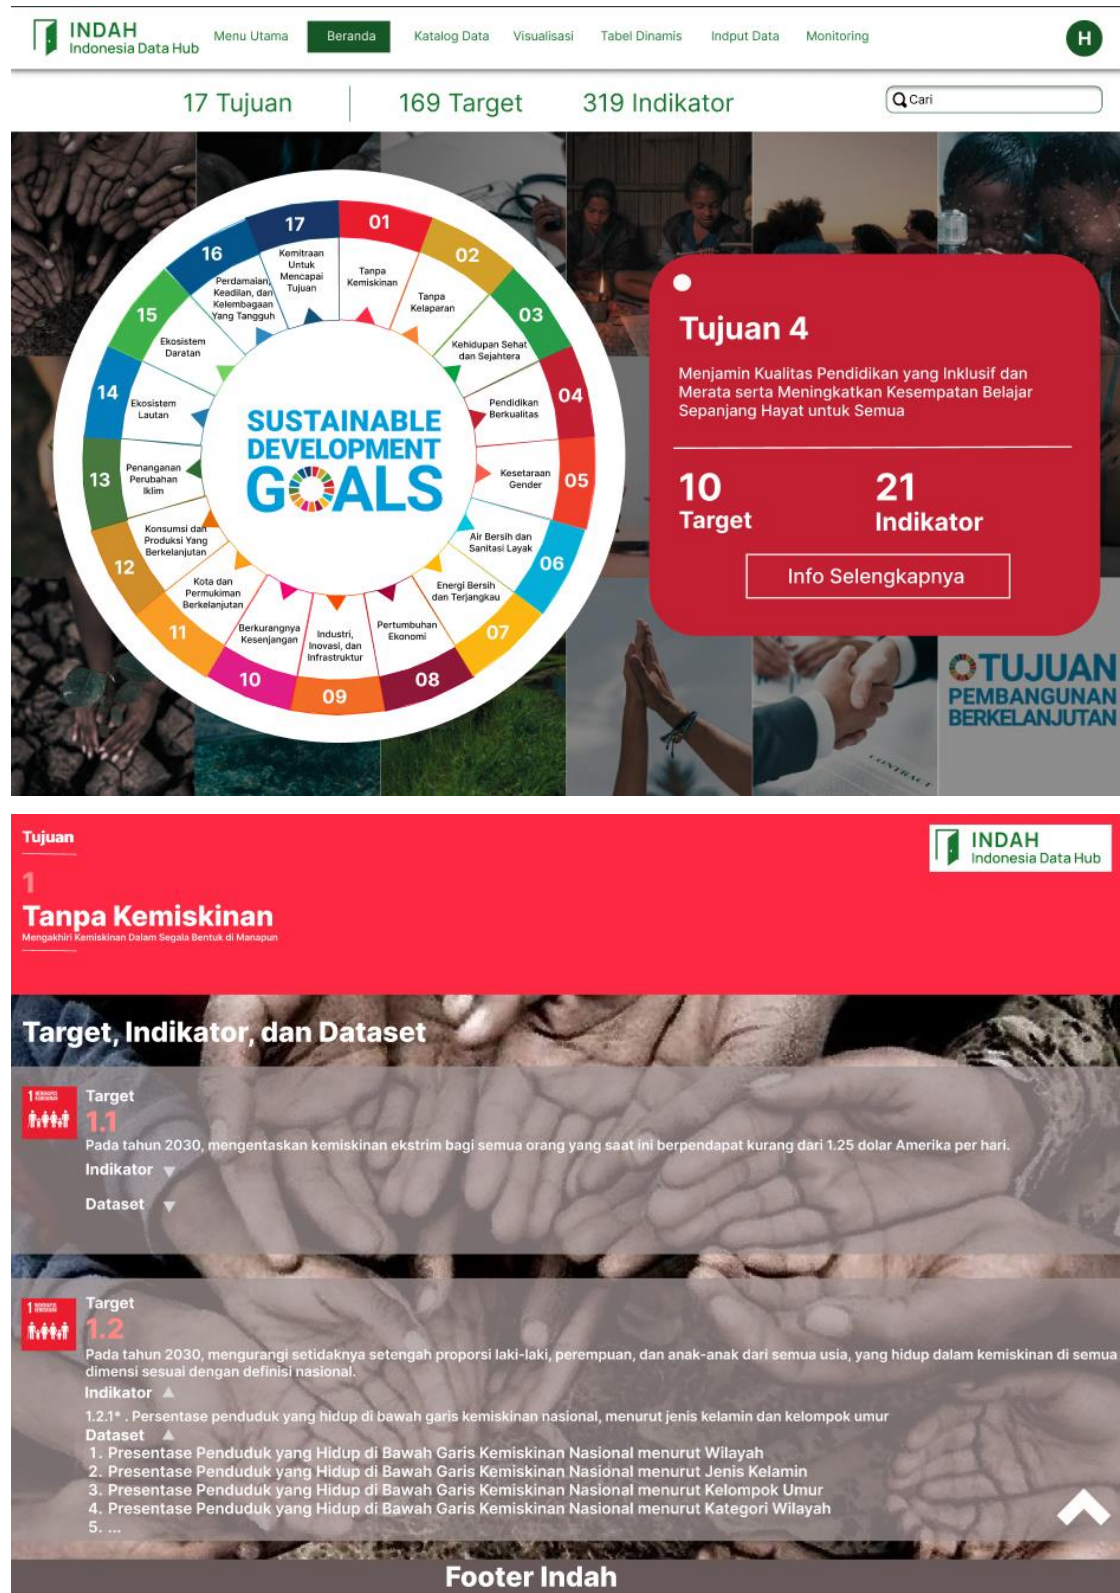 INDAH
Indonesia Data Hub
Menu Utama
Beranda
Katalog Data
Visualisasi
Tabel Dinamis
Indput Data
Monitoring
H
17 Tujuan
169 Target
319 Indikator
Cari
01
Tanpa
Kemiskinan
02
Tanpa
Kelaparan
03
Kehidupan Sehat
dan Sejahtera
04
Pendidikan
Berkualitas
05
Kesetaraan
Gender
06
Air Bersih dan
Sanitasi Layak
07
Energi Bersih
dan Terjangkau
08
Pertumbuhan
Ekonomi
09
Industri,
Inovasi, dan
Infrastruktur
10
Berkurangnya
Kesenjangan
11
Kota dan
Permukiman
Berkelanjutan
12
Konsumsi dan
Produksi Yang
Berkelanjutan
13
Penanganan
Perubahan
Iklim
14
Ekosistem
Lautan
15
Ekosistem
Daratan
16
Perdamaian,
Keadilan, dan
Kelembagaan
Yang Tangguh
17
Kemitraan
Untuk
Mencapai
Tujuan
SUSTAINABLE
DEVELOPMENT
GOALS
Tujuan 4
Menjamin Kualitas Pendidikan yang Inklusif dan
Merata serta Meningkatkan Kesempatan Belajar
Sepanjang Hayat untuk Semua
10
Target
21
Indikator
Info Selengkapnya
TUJUAN
PEMBANGUNAN
BERKELANJUTAN
CONTRACT
Tujuan
1
Tanpa Kemiskinan
Mengakhiri Kemiskinan Dalam Segala Bentuk di Manapun
INDAH
Indonesia Data Hub
Target, Indikator, dan Dataset
Target
1.1
Pada tahun 2030, mengentaskan kemiskinan ekstrim bagi semua orang yang saat ini berpendapat kurang dari 1.25 dolar Amerika per hari.
Indikator
Dataset
Target
1.2
Pada tahun 2030, mengurangi setidaknya setengah proporsi laki-laki, perempuan, dan anak-anak dari semua usia, yang hidup dalam kemiskinan di semua
dimensi sesuai dengan definisi nasional.
Indikator
1.2.1* . Persentase penduduk yang hidup di bawah garis kemiskinan nasional, menurut jenis kelamin dan kelompok umur
Dataset
1. Presentase Penduduk yang Hidup di Bawah Garis Kemiskinan Nasional menurut Wilayah
2. Presentase Penduduk yang Hidup di Bawah Garis Kemiskinan Nasional menurut Jenis Kelamin
3. Presentase Penduduk yang Hidup di Bawah Garis Kemiskinan Nasional menurut Kelompok Umur
4. Presentase Penduduk yang Hidup di Bawah Garis Kemiskinan Nasional menurut Kategori Wilayah
5. ...
Footer Indah